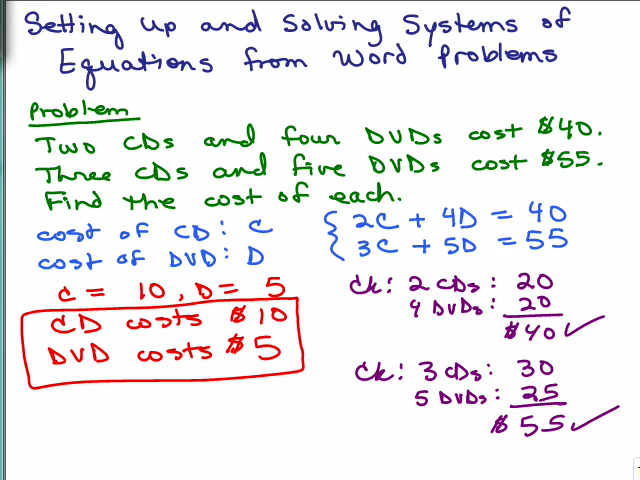 Setting up and Solving Systems of
Equations from Word Problems
Problem
Two CDs and four DVDs cost $40.
Three CDs and five DVDs cost $55.
Find the cost of each.
cost of CD: C
cost of DVD: D
{ 2C + 4D = 40
3C + 5D = 55
C = 10, D = 5
CD costs $10
DVD costs $5
Ck: 2 CDs: 20
4 DVDs: 20
$40 ✓
Ck: 3 CDs: 30
5 DVDs: 25
$55 ✓